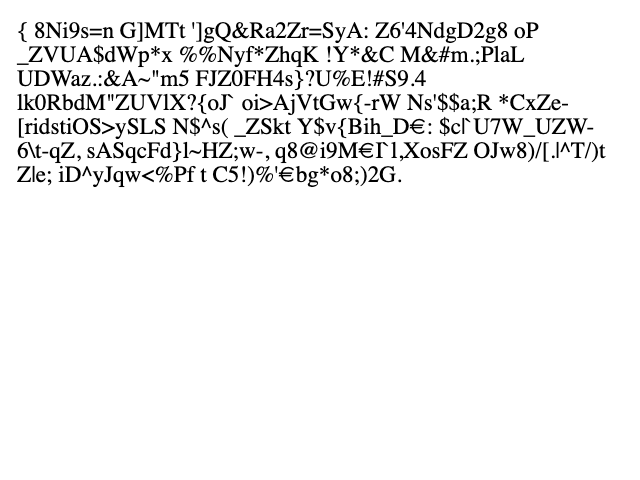 { 8Ni9s=n G]MTt ']gQ&Ra2Zr=SyA: Z6'4NdgD2g8 oP
_ZVUA$dWp*x %%Nyf*ZhqK !Y*&C M&#m.;PlaL
UDWaz.:&A~"m5 FJZ0FH4s}?U%E!#S9.4
lk0RbdM"ZUVlX?{oJ` oi>AjVtGw{-rW Ns'$$a;R *CxZe-
[ridstiOS>ySLS N$^s( _ZSkt Y$v{Bih_D€: $cl`U7W_UZW-
6\t-qZ, sASqcFd}l~HZ;w-, q8@i9M€I`1,XosFZ OJw8)/[.|^T/)t
Zle; iD^yJqw<%Pf t C5!)%'€bg*o8;)2G.